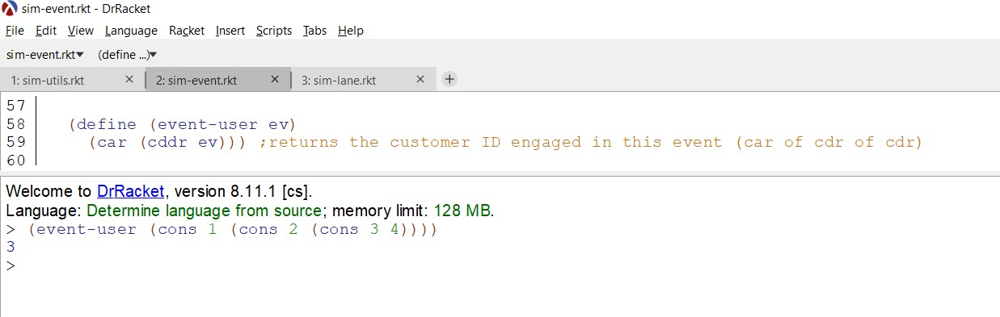 sim-event.rkt - DrRacket
File Edit View Language Racket Insert Scripts Tabs Help
sim-event.rkt▾ (define ...)▾
1: sim-utils.rkt × 2: sim-event.rkt × 3: sim-lane.rkt × +
57
58 (define (event-user ev)
59 (car (cddr ev))) ;returns the customer ID engaged in this event (car of cdr of cdr)
60
Welcome to DrRacket, version 8.11.1 [cs].
Language: Determine language from source; memory limit: 128 MB.
> (event-user (cons 1 (cons 2 (cons 3 4))))
3
>